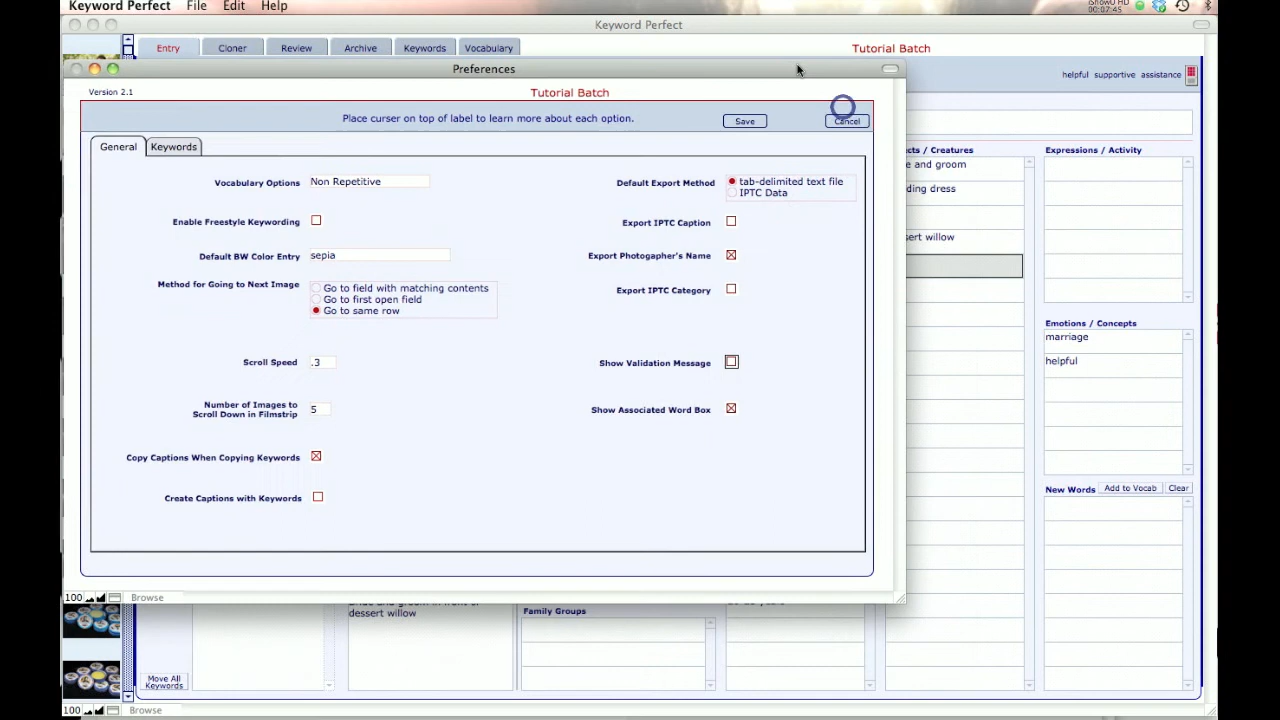 Keyword Perfect File Edit Help
iShowU HD
00:07:45
Keyword Perfect
Entry Cloner Review Archive Keywords Vocabulary
Tutorial Batch
helpful supportive assistance
Preferences
Version 2.1
Tutorial Batch
Place curser on top of label to learn more about each option.
Save
Cancel
General Keywords
Vocabulary Options Non Repetitive
Enable Freestyle Keywording
Default BW Color Entry sepia
Method for Going to Next Image
Go to field with matching contents
Go to first open field
Go to same row
Scroll Speed .3
Number of Images to
Scroll Down in Filmstrip
5
Copy Captions When Copying Keywords
Create Captions with Keywords
Default Export Method
tab-delimited text file
IPTC Data
Export IPTC Caption
Export Photogapher's Name
Export IPTC Category
Show Validation Message
Show Associated Word Box
100 Browse
cts / Creatures
e and groom
ding dress
ert willow
Expressions / Activity
Emotions / Concepts
marriage
helpful
New Words Add to Vocab Clear
dessert willow
Family Groups
Move All
Keywords
100 Browse